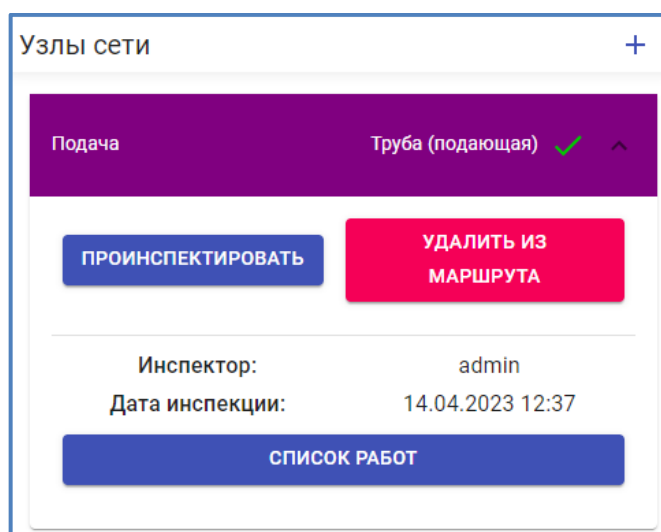 Узлы сети +
Подача Труба (подающая)
ПРОИНСПЕКТИРОВАТЬ
УДАЛИТЬ ИЗ
МАРШРУТА
Инспектор: admin
Дата инспекции: 14.04.2023 12:37
СПИСОК РАБОТ